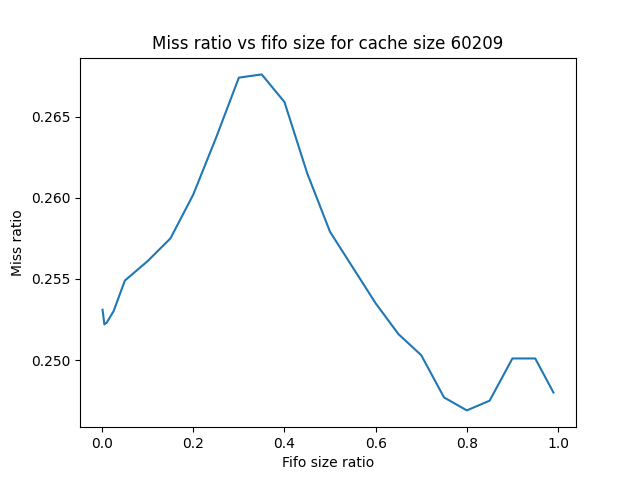 Miss ratio vs fifo size for cache size 60209
0.265
0.260
0.255
0.250
Miss ratio
0.0 0.2 0.4 0.6 0.8 1.0
Fifo size ratio